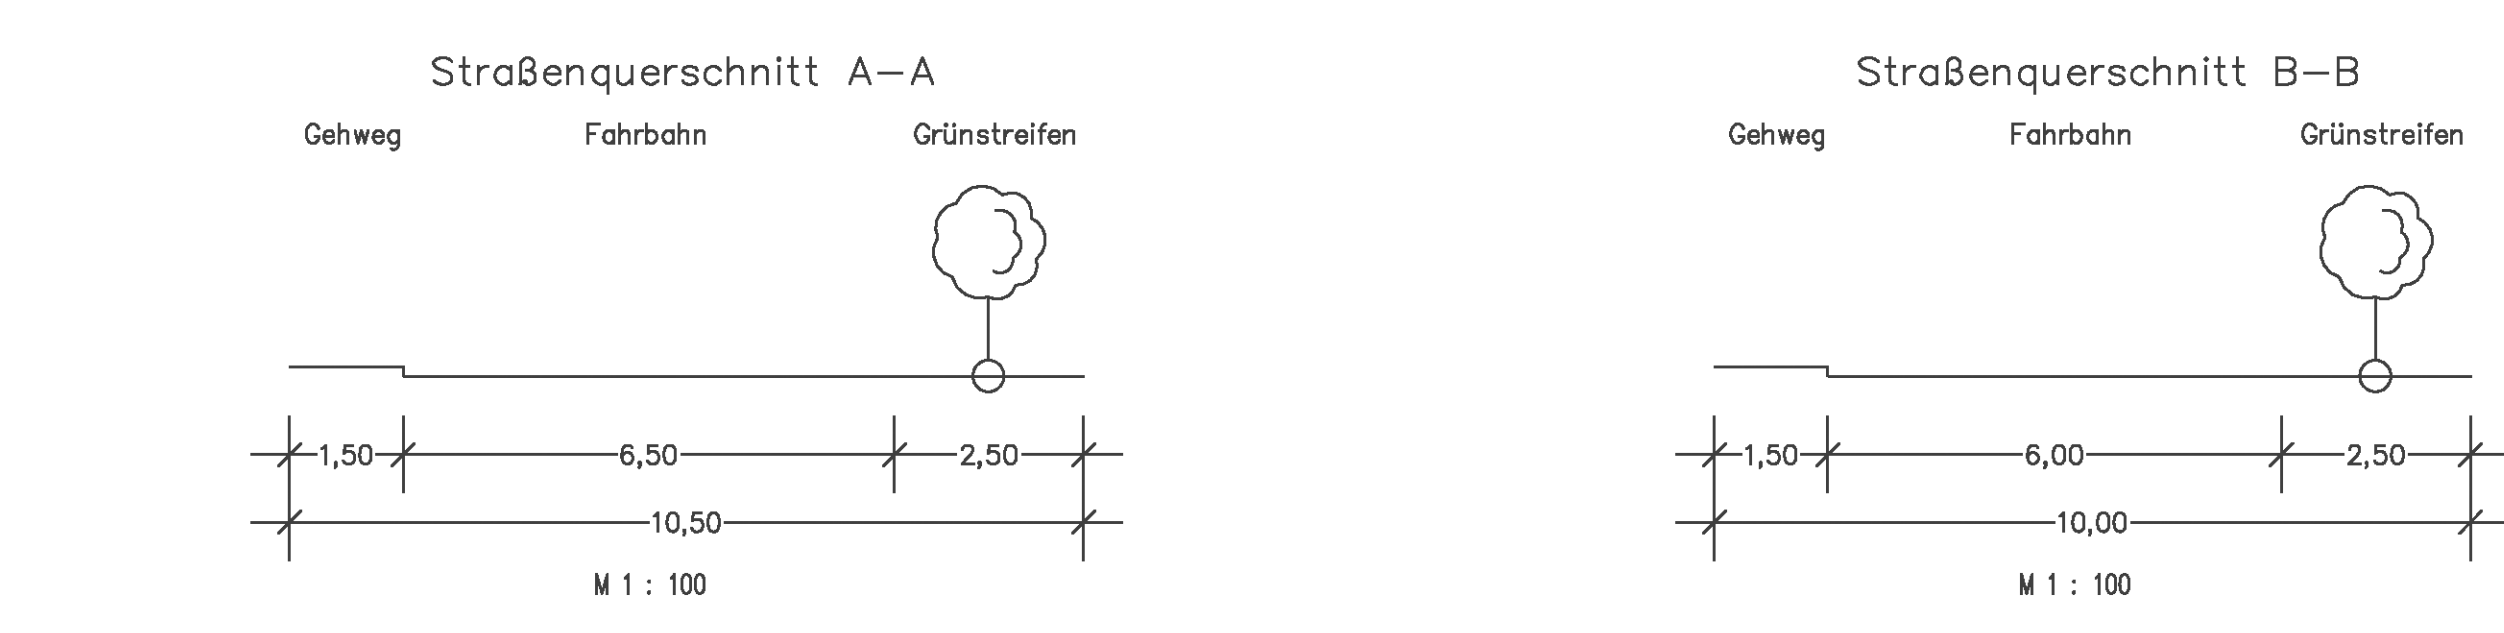 Straßenquerschnitt A-A
Gehweg Fahrbahn Grünstreifen
1,50 6,50 2,50
10,50
M 1 : 100
Straßenquerschnitt B-B
Gehweg Fahrbahn Grünstreifen
1,50 6,00 2,50
10,00
M 1 : 100